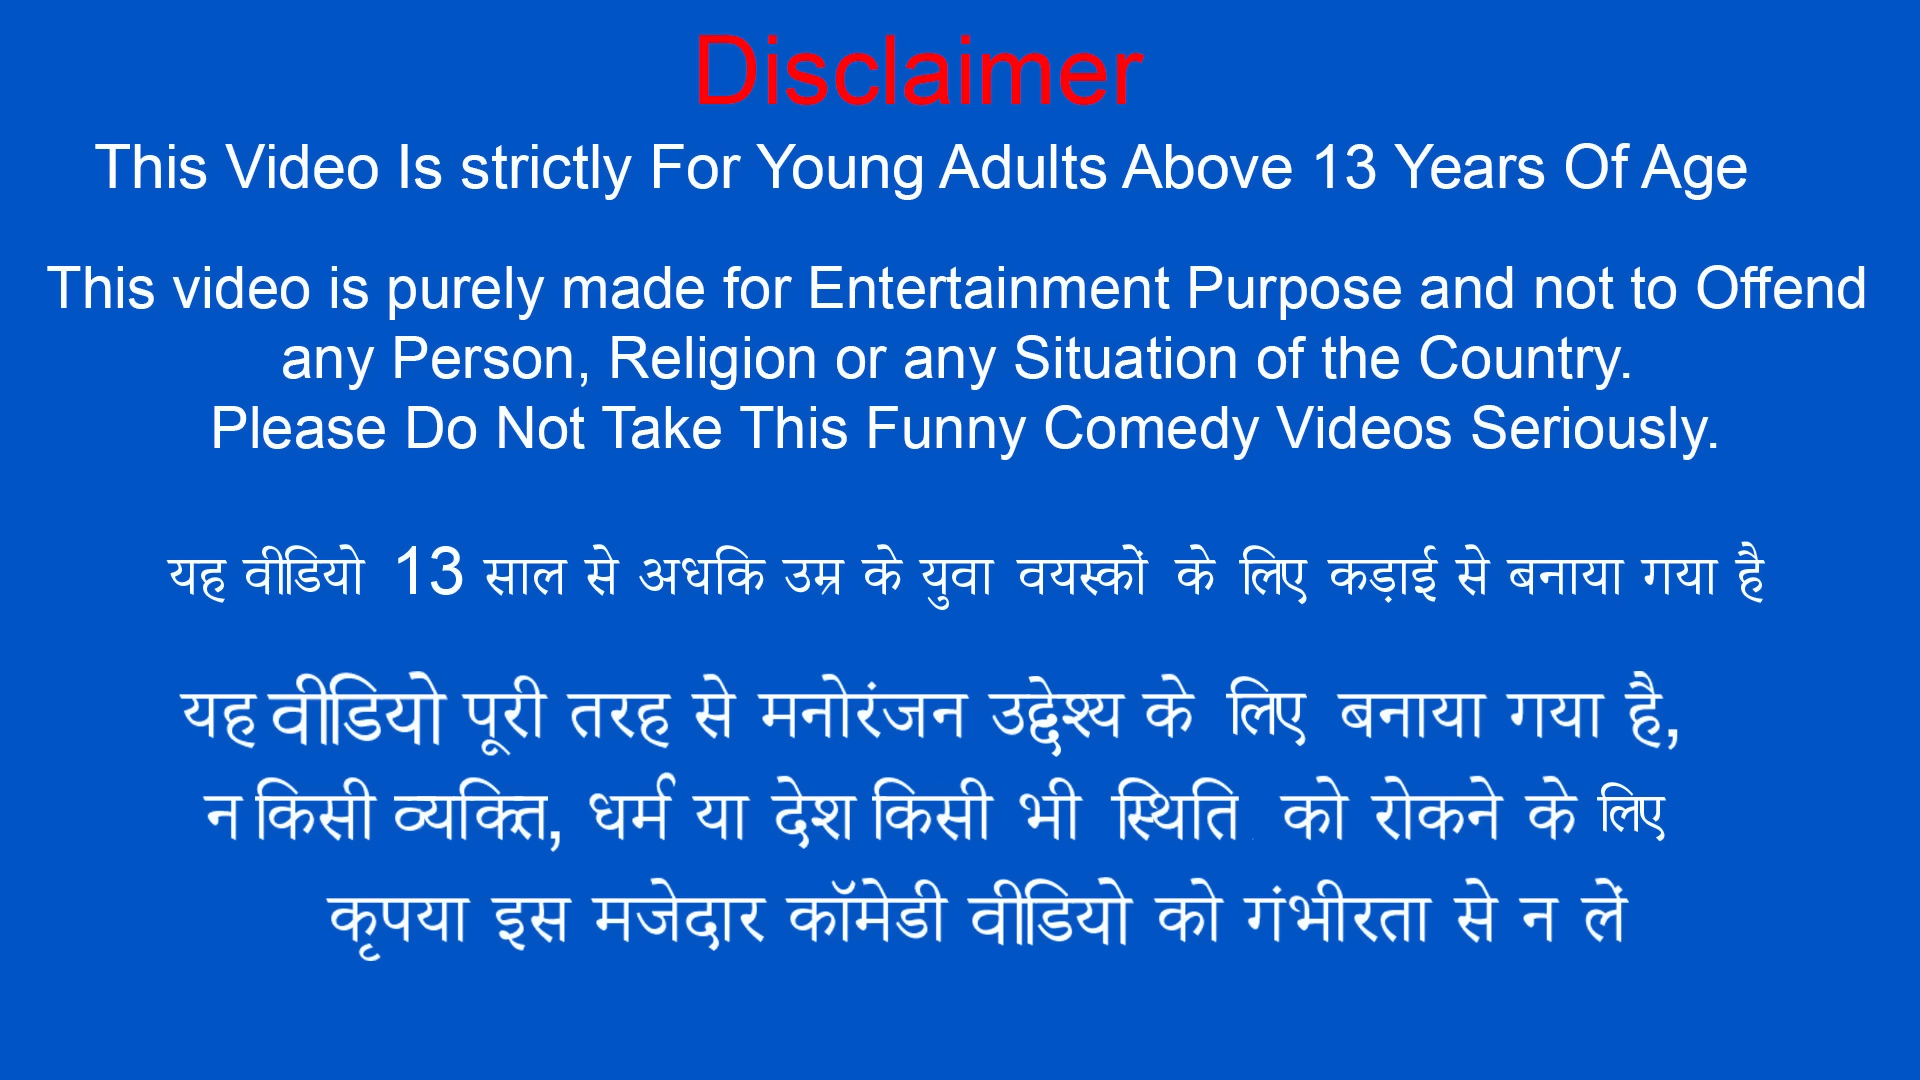 Disclaimer
This Video Is strictly For Young Adults Above 13 Years Of Age
This video is purely made for Entertainment Purpose and not to Offend
any Person, Religion or any Situation of the Country.
Please Do Not Take This Funny Comedy Videos Seriously.
यह वीडियो 13 साल से अधकि उम्र के युवा वयस्कों के लिए कड़ाई से बनाया गया है
यह वीडियो पूरी तरह से मनोरंजन उद्देश्य के लिए बनाया गया है,
न किसी व्यक्ति, धर्म या देश किसी भी स्थिति को रोकने के लिए
कृपया इस मजेदार कॉमेडी वीडियो को गंभीरता से न लें